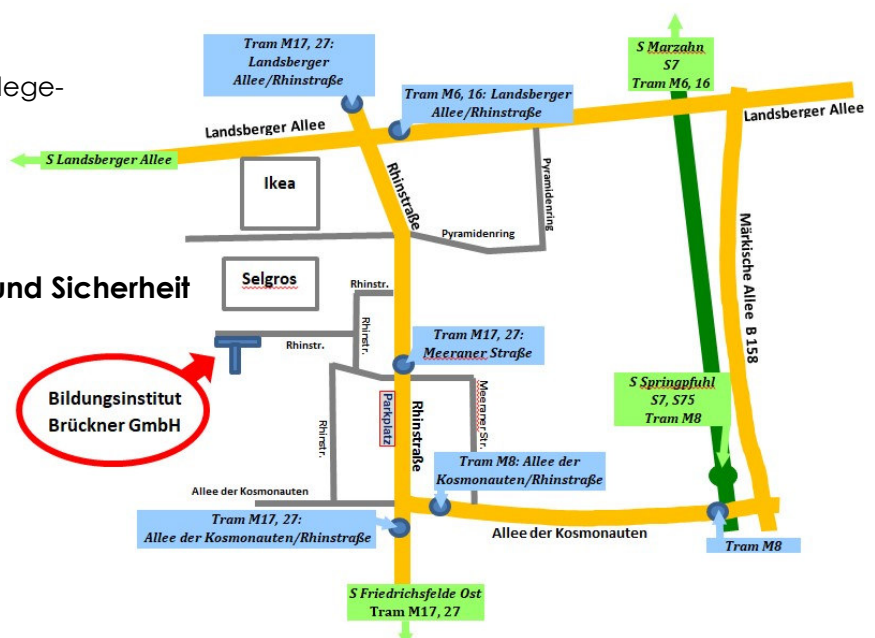 lege-
und Sicherheit
Tram M17, 27:
Landsberger
Allee/Rhinstraße
Tram M6, 16: Landsberger
Allee/Rhinstraße
S Marzahn
S7
Tram M6, 16
Landsberger Allee
Landsberger Allee
S Landsberger Allee
Ikea
Rhinstraße
Pyramidenring
Pyramidenring
Märkische Allee B 158
Selgros
Rhinstr.
Rhinstr.
Rhinstr.
Tram M17, 27:
Meeraner Straße
Bildungsinstitut
Brückner GmbH
Rhinstr.
Parkplatz
Rhinstraße
Meeraner Str.
S Springpfuhl
S7, S75
Tram M8
Tram M8: Allee der
Kosmonauten/Rhinstraße
Allee der Kosmonauten
Tram M17, 27:
Allee der Kosmonauten/Rhinstraße
Allee der Kosmonauten
Tram M8
S Friedrichsfelde Ost
Tram M17, 27